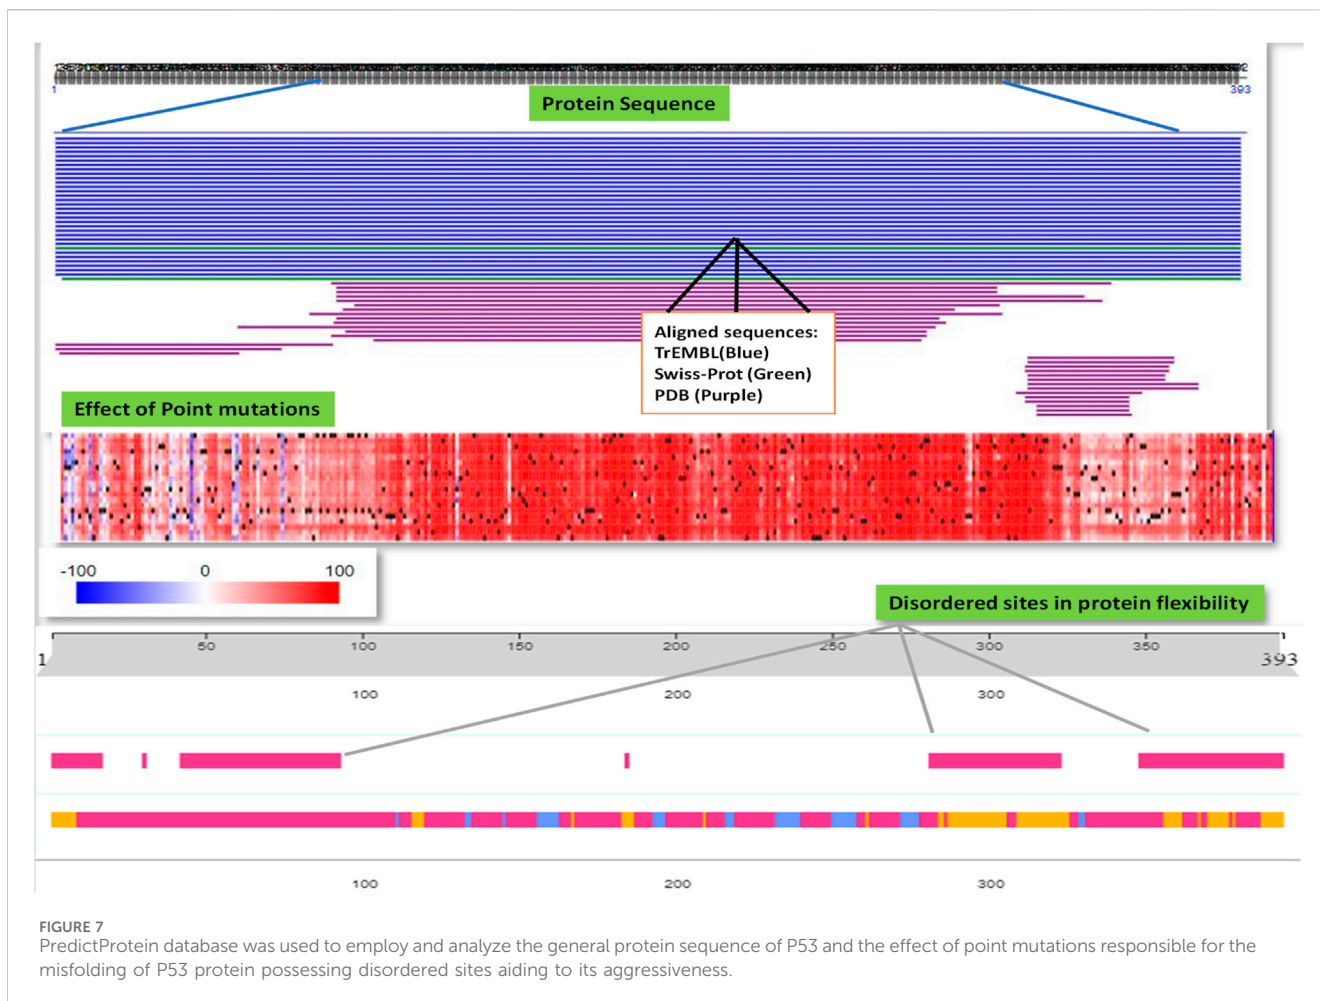 1
393
Protein Sequence
Aligned sequences:
TrEMBL(Blue)
Swiss-Prot (Green)
PDB (Purple)
Effect of Point mutations
-100 0 100
Disordered sites in protein flexibility
50 100 150 200 250 300 350
1 393
100 200 300
100 200 300
FIGURE 7
PredictProtein database was used to employ and analyze the general protein sequence of P53 and the effect of point mutations responsible for the
misfolding of P53 protein possessing disordered sites aiding to its aggressiveness.